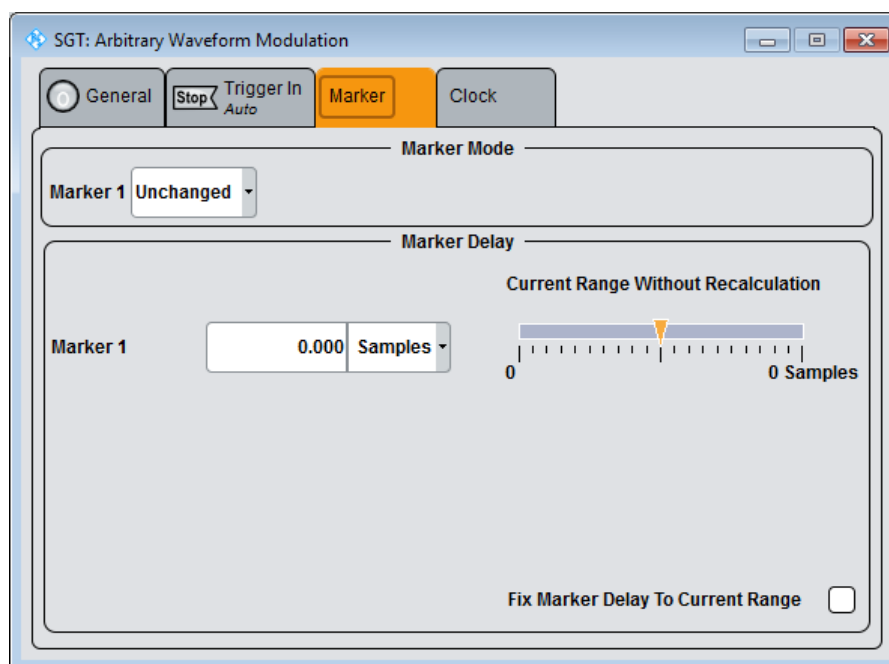 SGT: Arbitrary Waveform Modulation
General
Stop
Trigger In
Auto
Marker
Clock
Marker Mode
Marker 1 Unchanged
Marker Delay
Current Range Without Recalculation
Marker 1 0.000 Samples
0 0 Samples
Fix Marker Delay To Current Range